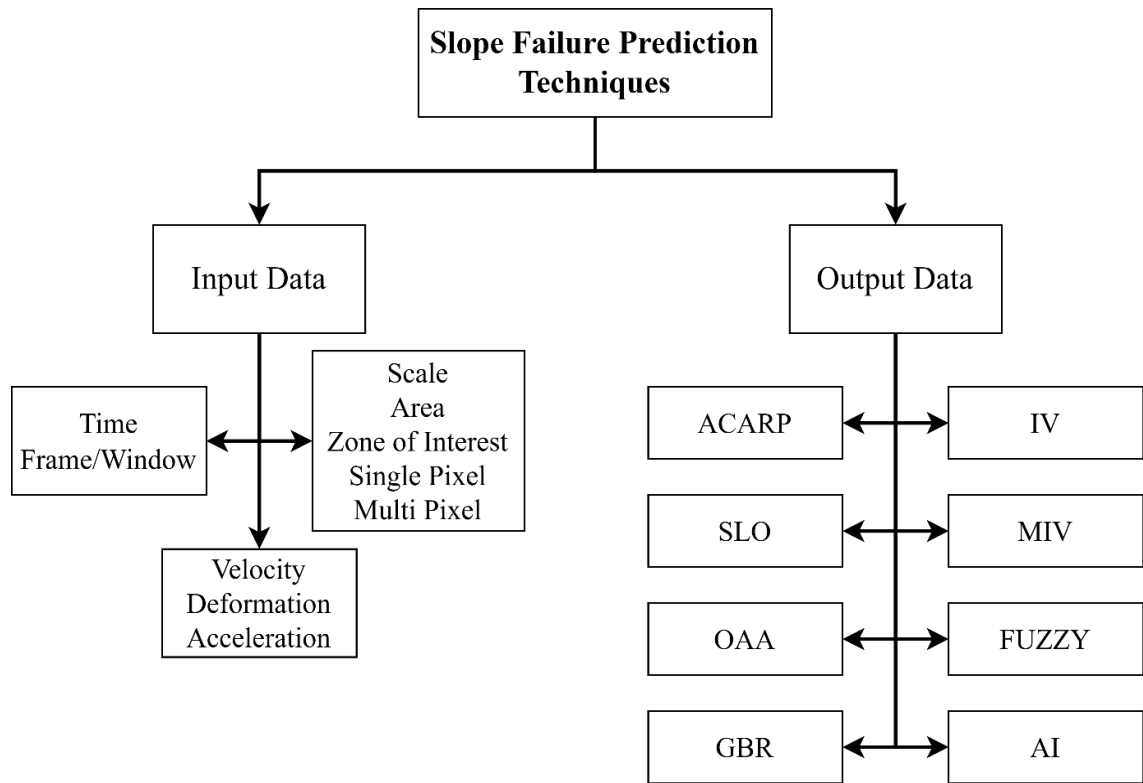 Slope Failure Prediction
Techniques
Input Data
Output Data
Time
Frame/Window
Scale
Area
Zone of Interest
Single Pixel
Multi Pixel
Velocity
Deformation
Acceleration
ACARP
IV
SLO
MIV
OAA
FUZZY
GBR
AI